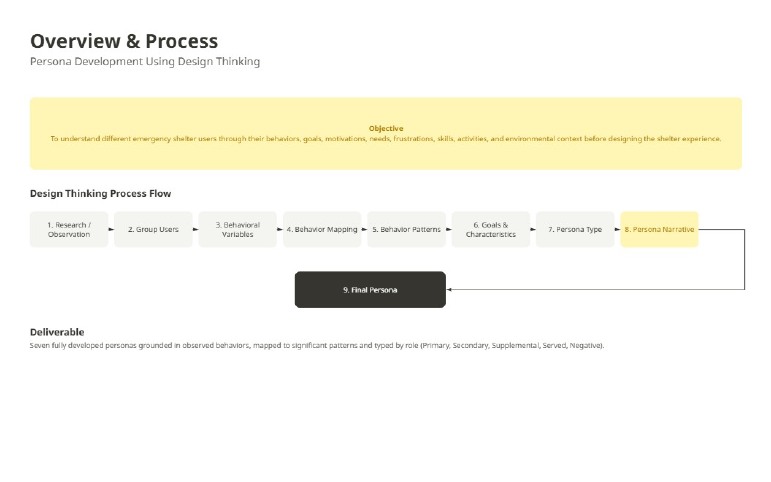 Overview & Process
Persona Development Using Design Thinking
Objective
To understand different emergency shelter users through their behaviors, goals, motivations, needs, frustrations, skills, activities, and environmental context before designing the shelter experience.
Design Thinking Process Flow
1. Research /
Observation
2. Group Users
3. Behavioral
Variables
4. Behavior Mapping
5. Behavior Patterns
6. Goals &
Characteristics
7. Persona Type
8. Persona Narrative
9. Final Persona
Deliverable
Seven fully developed personas grounded in observed behaviors, mapped to significant patterns and typed by role (Primary, Secondary, Supplemental, Served, Negative).